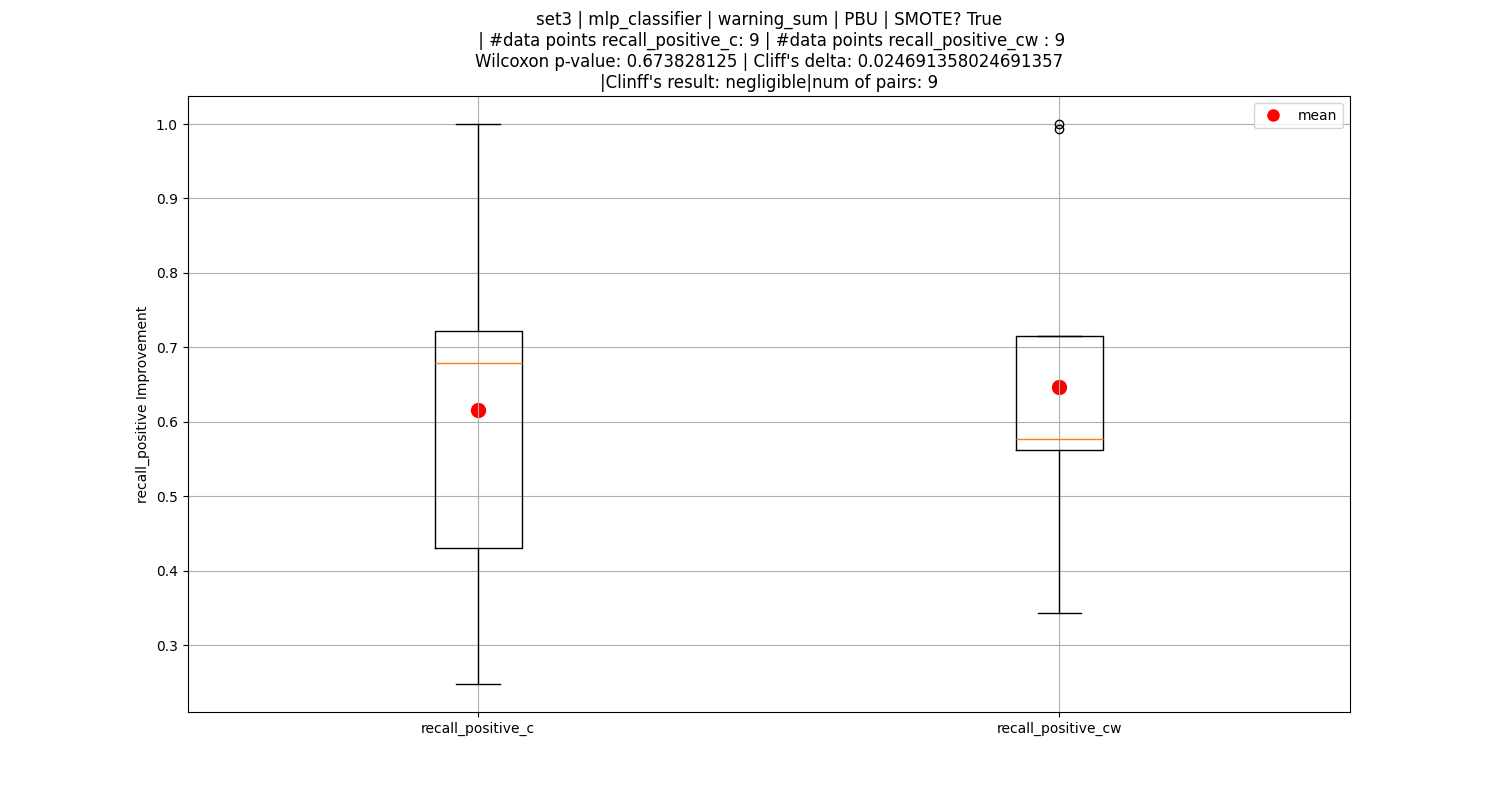 set3 | mlp_classifier | warning_sum | PBU | SMOTE? True
| #data points recall_positive_c: 9 | #data points recall_positive_cw : 9
Wilcoxon p-value: 0.673828125 | Cliff's delta: 0.024691358024691357
|Clinff's result: negligible|num of pairs: 9
mean
1.0
0.9
0.8
0.7
0.6
0.5
0.4
0.3
recall_positive Improvement
recall_positive_c
recall_positive_cw